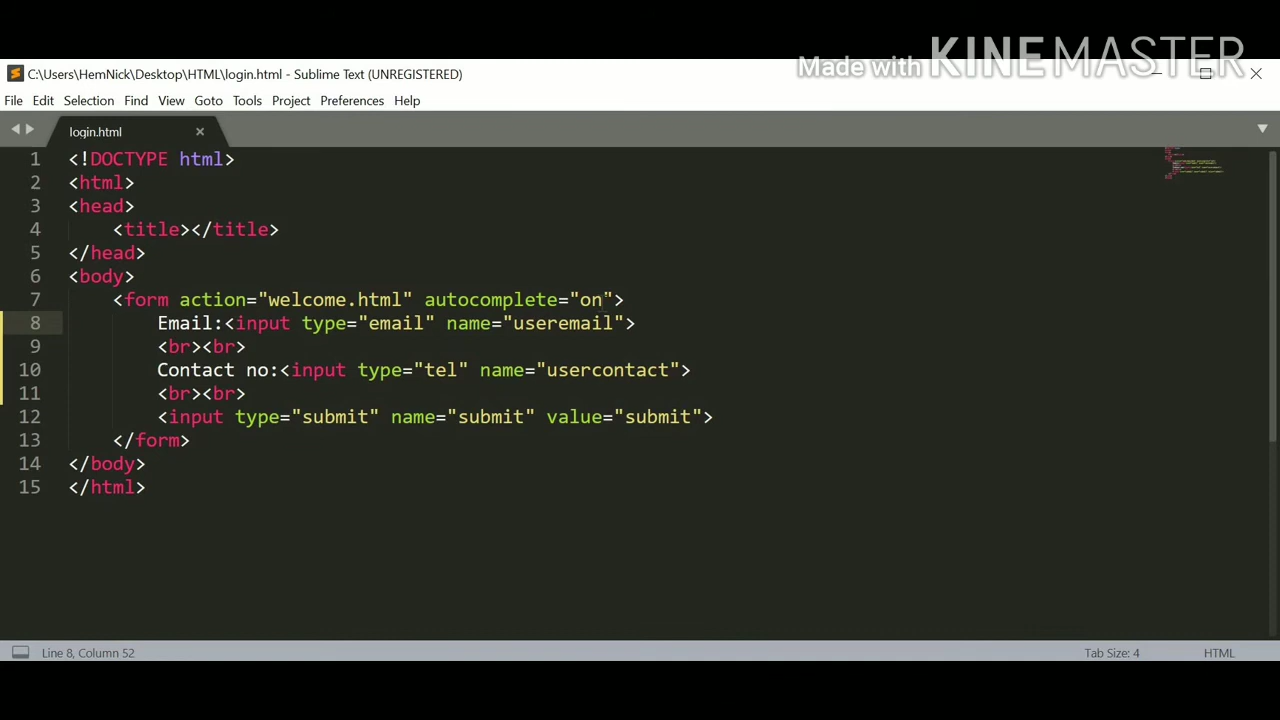 Made with KINEMASTER
C:\Users\HemNick\Desktop\HTML\login.html - Sublime Text (UNREGISTERED)
File Edit Selection Find View Goto Tools Project Preferences Help
login.html
1 <!DOCTYPE html>
2 <html>
3 <head>
4 <title></title>
5 </head>
6 <body>
7 <form action="welcome.html" autocomplete="on">
8 Email:<input type="email" name="useremail">
9 <br><br>
10 Contact no:<input type="tel" name="usercontact">
11 <br><br>
12 <input type="submit" name="submit" value="submit">
13 </form>
14 </body>
15 </html>
Line 8, Column 52 Tab Size: 4 HTML